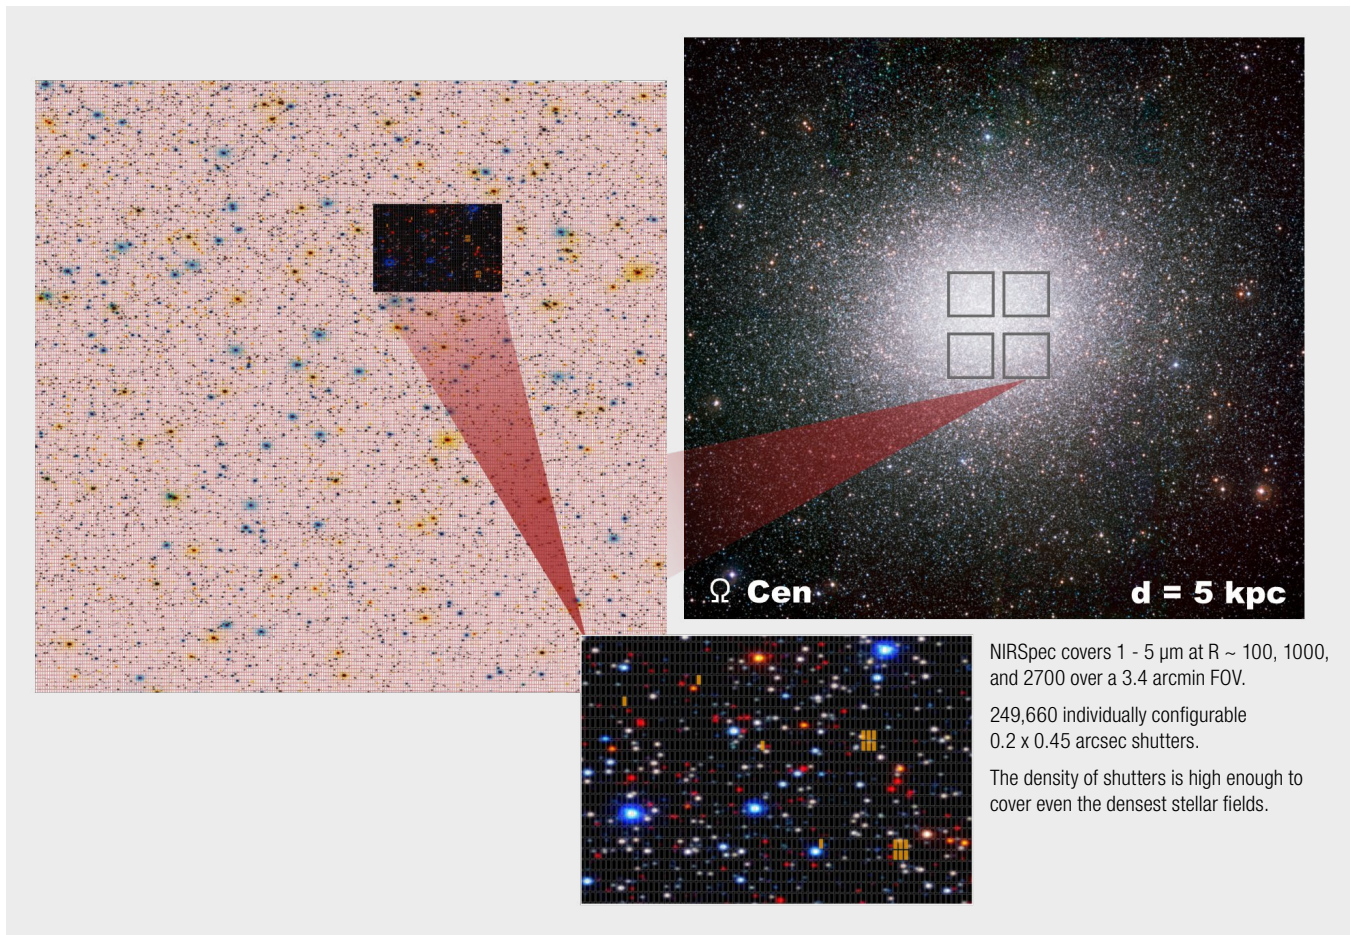 Ω Cen
d = 5 kpc
NIRSpec covers 1 - 5 µm at R ~ 100, 1000,
and 2700 over a 3.4 arcmin FOV.
249,660 individually configurable
0.2 x 0.45 arcsec shutters.
The density of shutters is high enough to
cover even the densest stellar fields.